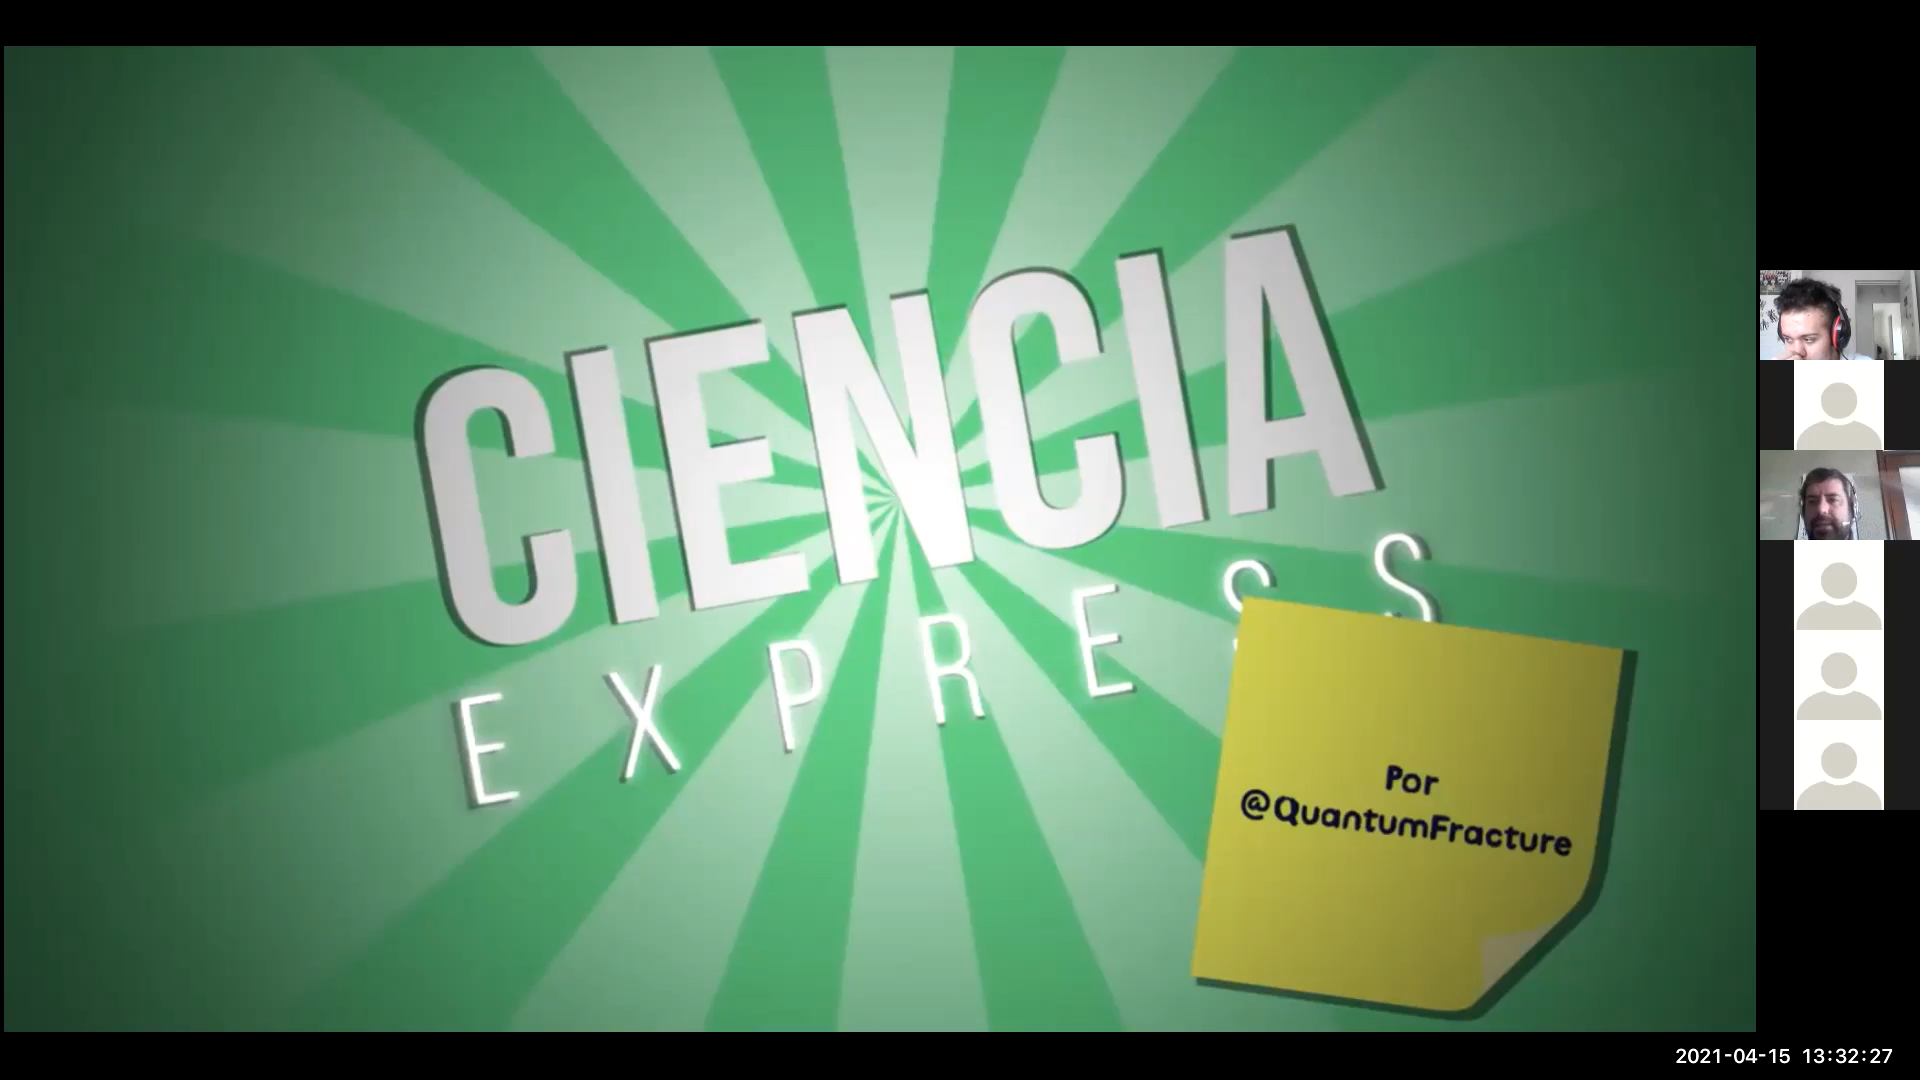 CIENCIA
EXPRESS
Por
@QuantumFracture
2021-04-15 13:32:27